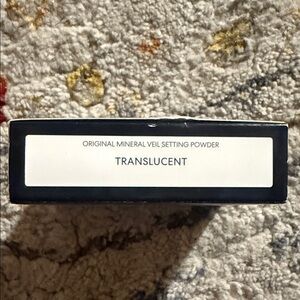 ORIGINAL MINERAL VEIL SETTING POWDER
TRANSLUCENT